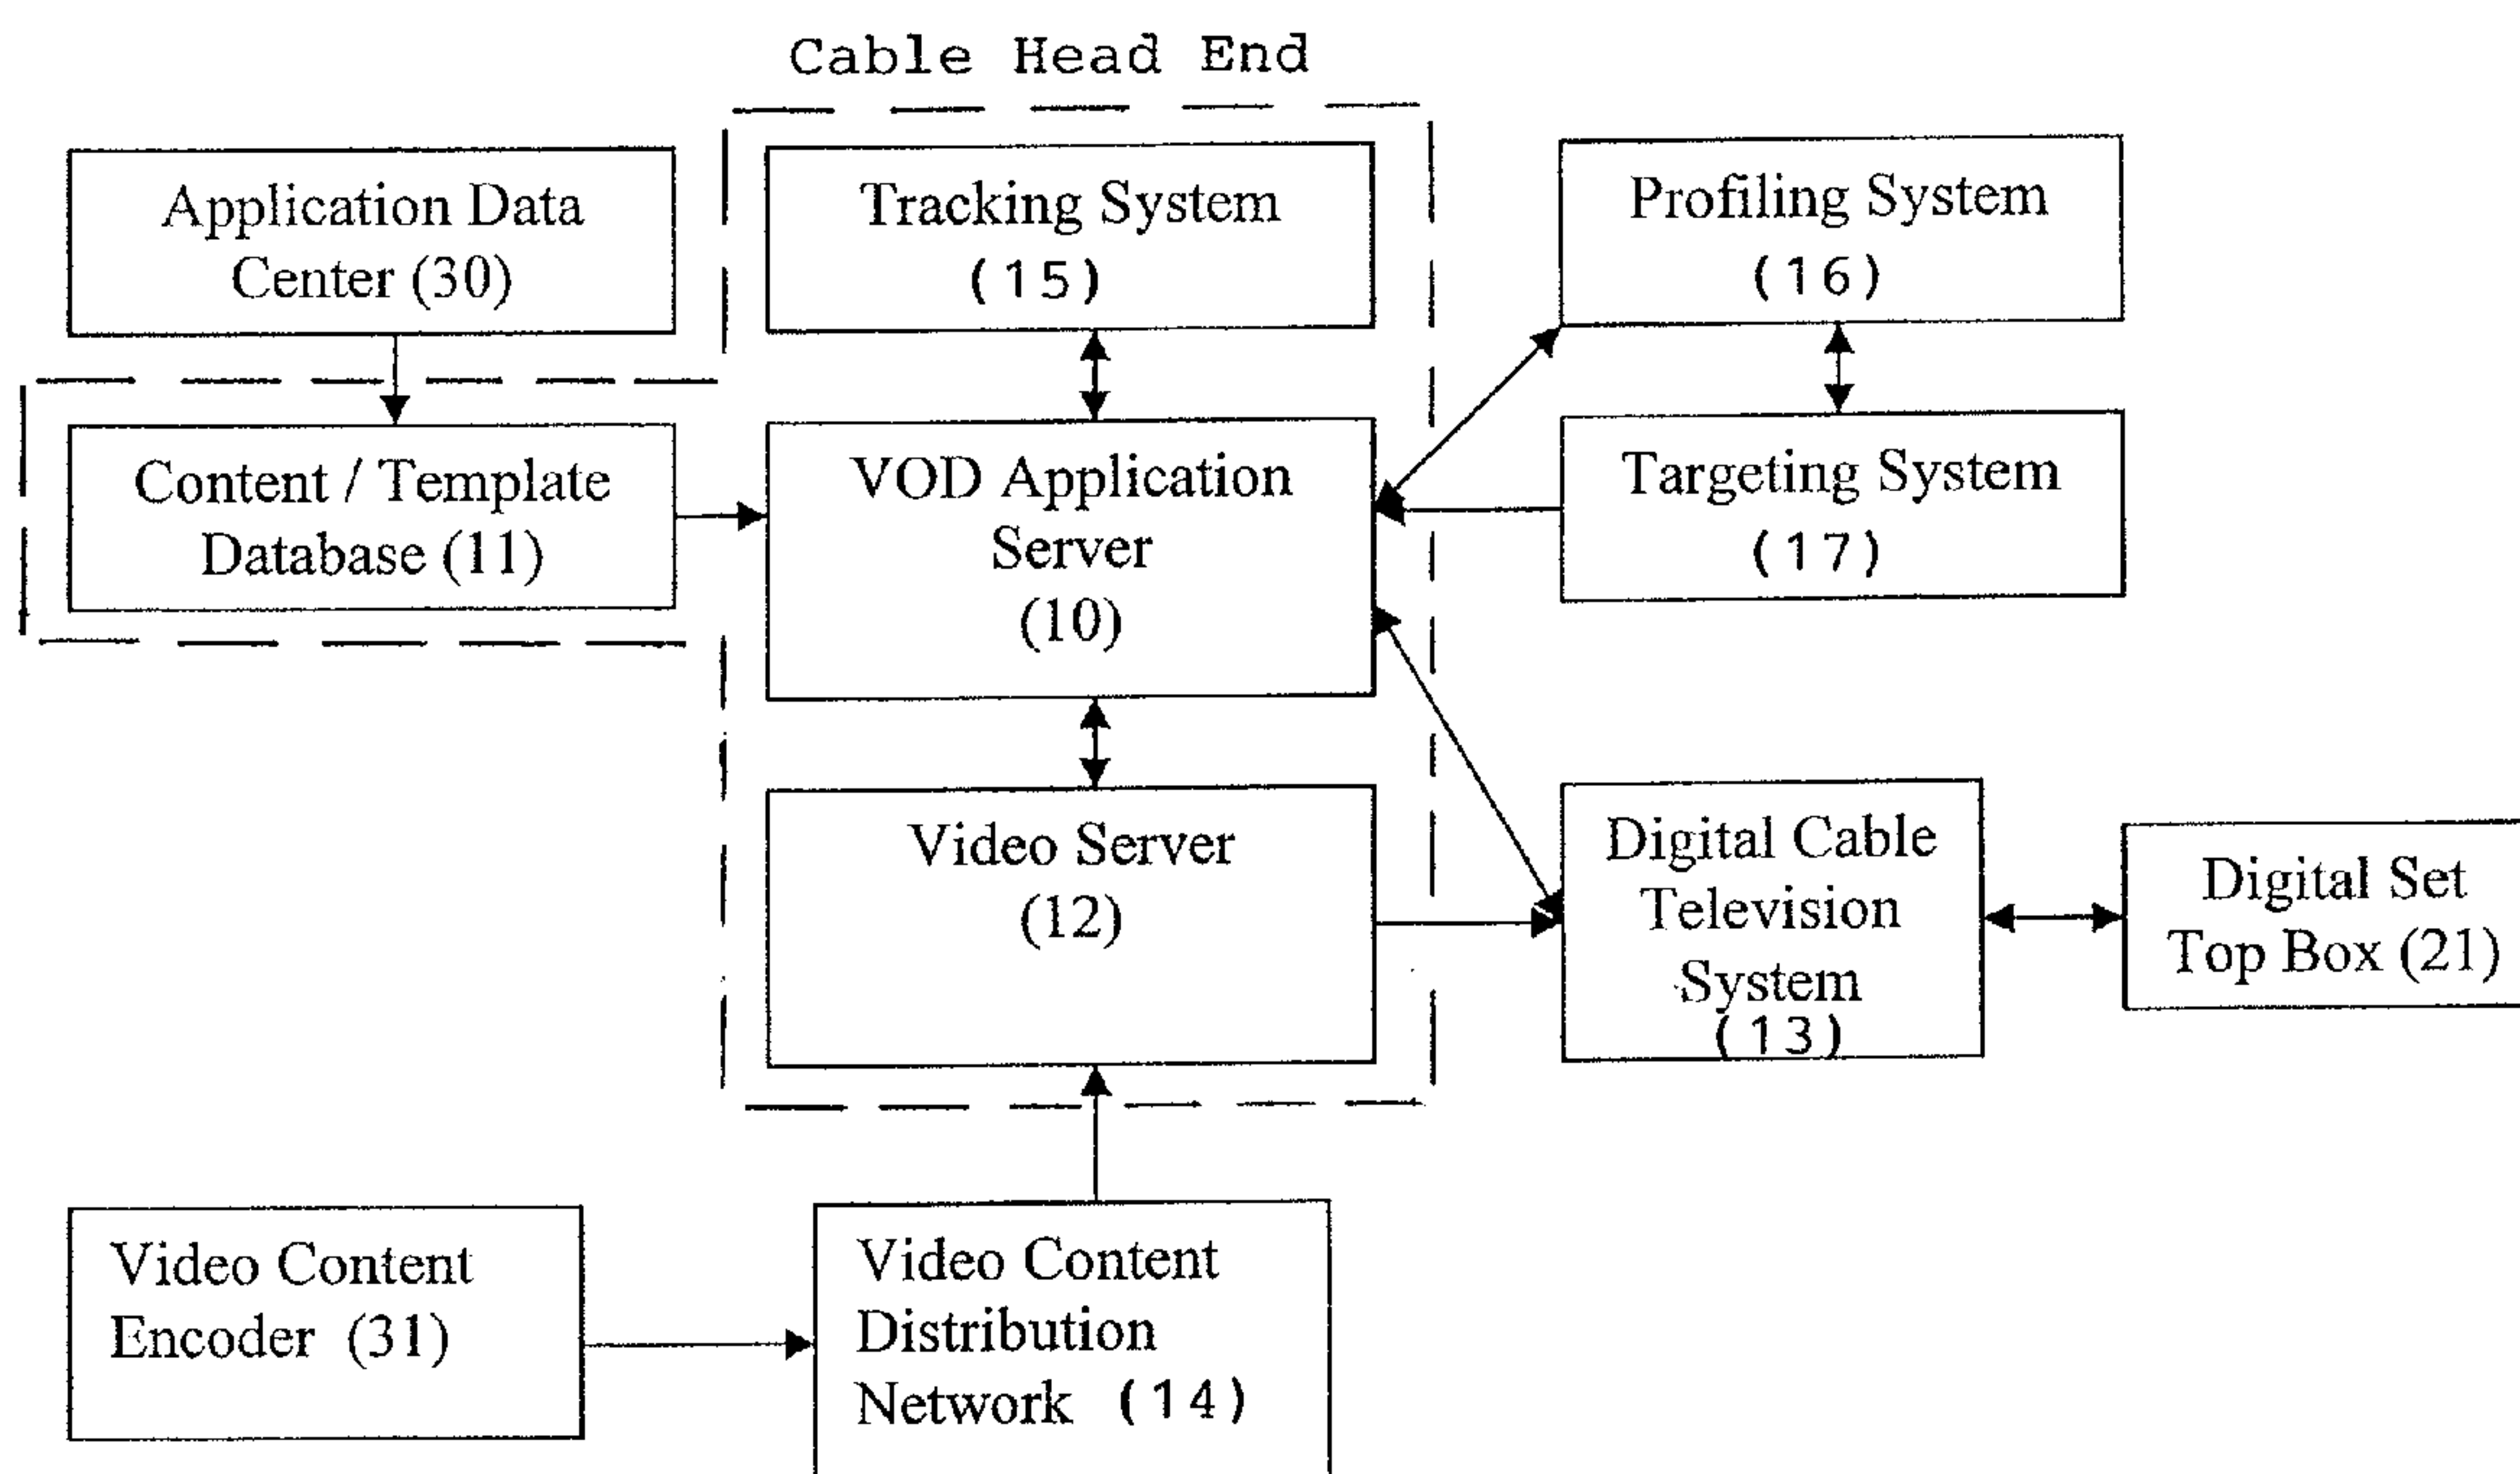 Cable Head End
Application Data
Center (30)
Tracking System
(15)
Profiling System
(16)
Content / Template
Database (11)
VOD Application
Server
(10)
Targeting System
(17)
Video Server
(12)
Digital Cable
Television
System
(13)
Digital Set
Top Box (21)
Video Content
Encoder (31)
Video Content
Distribution
Network (14)